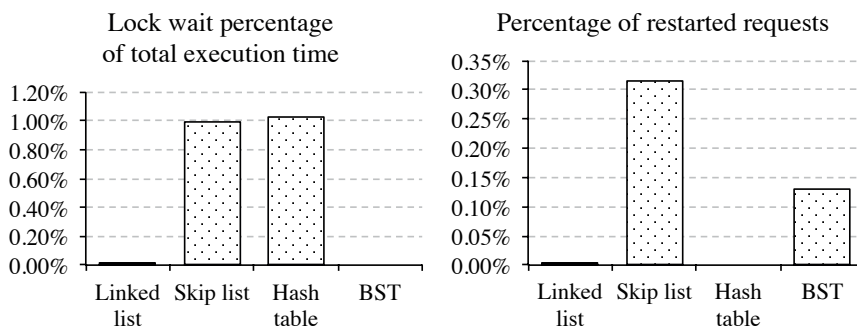 Lock wait percentage
of total execution time
1.20%
1.00%
0.80%
0.60%
0.40%
0.20%
0.00%
Linked
list
Skip list
Hash
table
BST
Percentage of restarted requests
0.35%
0.30%
0.25%
0.20%
0.15%
0.10%
0.05%
0.00%
Linked
list
Skip list
Hash
table
BST